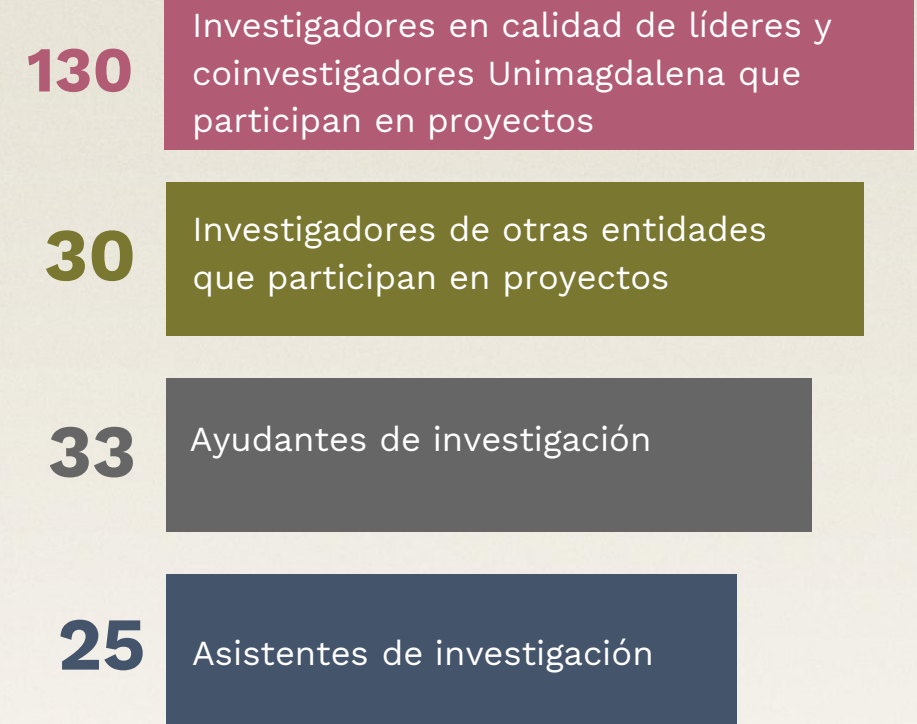 130
Investigadores en calidad de líderes y
coinvestigadores Unimagdalena que
participan en proyectos
30
Investigadores de otras entidades
que participan en proyectos
33
Ayudantes de investigación
25
Asistentes de investigación